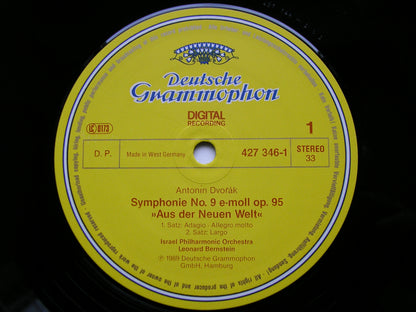 Deutsche
Grammophon
DIGITAL
RECORDING
LC 0173
1
D. P.
Made in West Germany
427 346-1
STEREO
33
Antonín Dvořák
Symphonie No. 9 e-moll op. 95
»Aus der Neuen Welt«
1. Satz: Adagio · Allegro molto
2. Satz: Largo
Israel Philharmonic Orchestra
Leonard Bernstein
℗ 1989 Deutsche Grammophon
GmbH, Hamburg